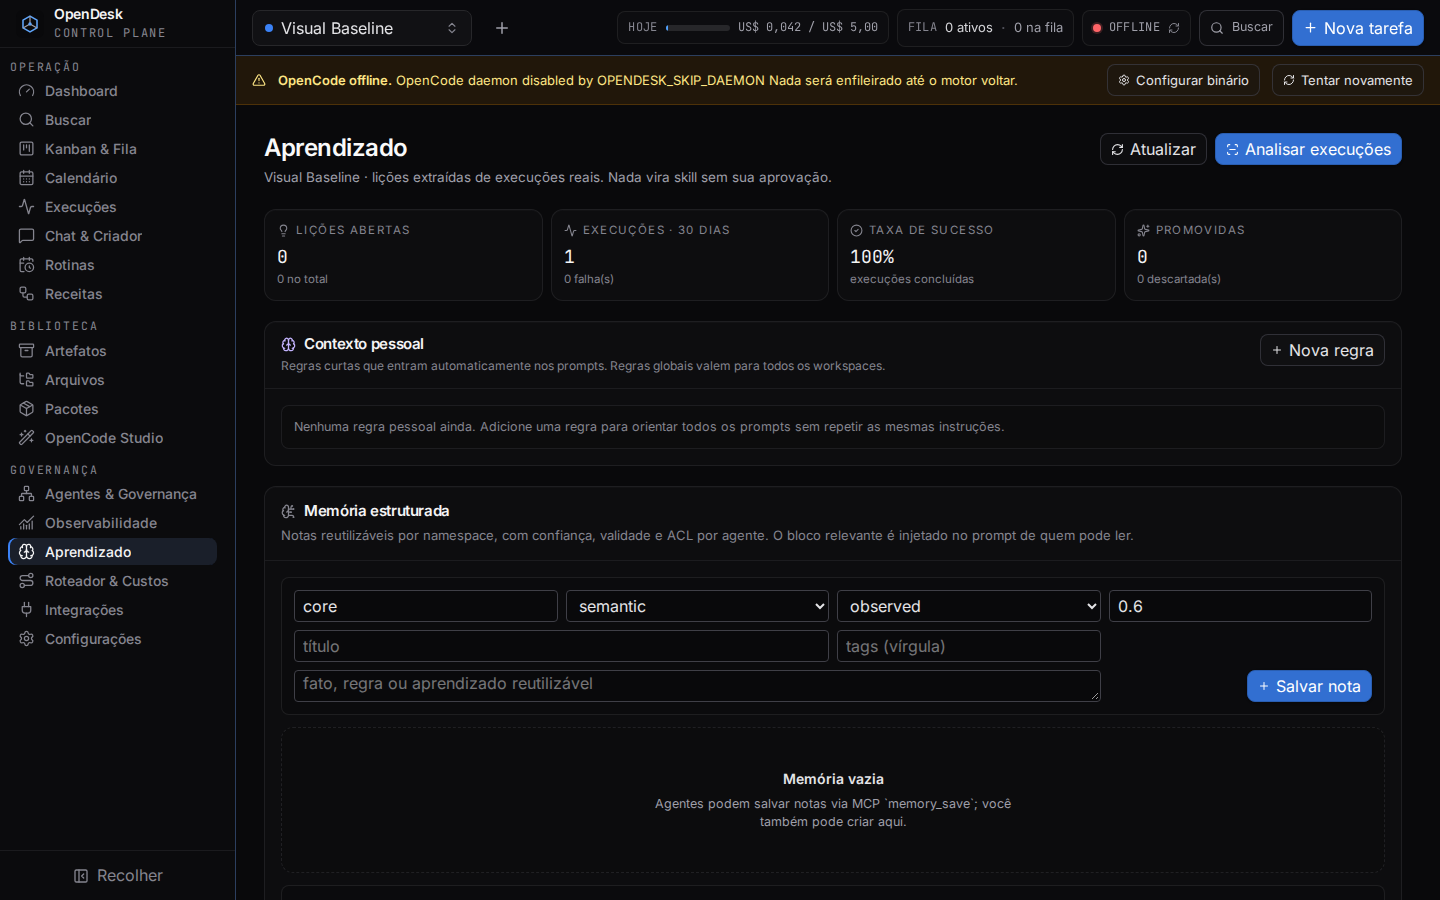 OpenDesk
CONTROL PLANE
OPERAÇÃO
Dashboard
Buscar
Kanban & Fila
Calendário
Execuções
Chat & Criador
Rotinas
Receitas
BIBLIOTECA
Artefatos
Arquivos
Pacotes
OpenCode Studio
GOVERNANÇA
Agentes & Governança
Observabilidade
Aprendizado
Roteador & Custos
Integrações
Configurações
Recolher
Visual Baseline
HOJE US$ 0,042 / US$ 5,00
FILA 0 ativos · 0 na fila
OFFLINE
Buscar
Nova tarefa
OpenCode offline. OpenCode daemon disabled by OPENDESK_SKIP_DAEMON Nada será enfileirado até o motor voltar.
Configurar binário
Tentar novamente
Aprendizado
Visual Baseline · lições extraídas de execuções reais. Nada vira skill sem sua aprovação.
Atualizar
Analisar execuções
LIÇÕES ABERTAS
0
0 no total
EXECUÇÕES · 30 DIAS
1
0 falha(s)
TAXA DE SUCESSO
100%
execuções concluídas
PROMOVIDAS
0
0 descartada(s)
Contexto pessoal
Regras curtas que entram automaticamente nos prompts. Regras globais valem para todos os workspaces.
Nova regra
Nenhuma regra pessoal ainda. Adicione uma regra para orientar todos os prompts sem repetir as mesmas instruções.
Memória estruturada
Notas reutilizáveis por namespace, com confiança, validade e ACL por agente. O bloco relevante é injetado no prompt de quem pode ler.
core
semantic
observed
0.6
título
tags (vírgula)
fato, regra ou aprendizado reutilizável
Salvar nota
Memória vazia
Agentes podem salvar notas via MCP `memory_save`; você
também pode criar aqui.